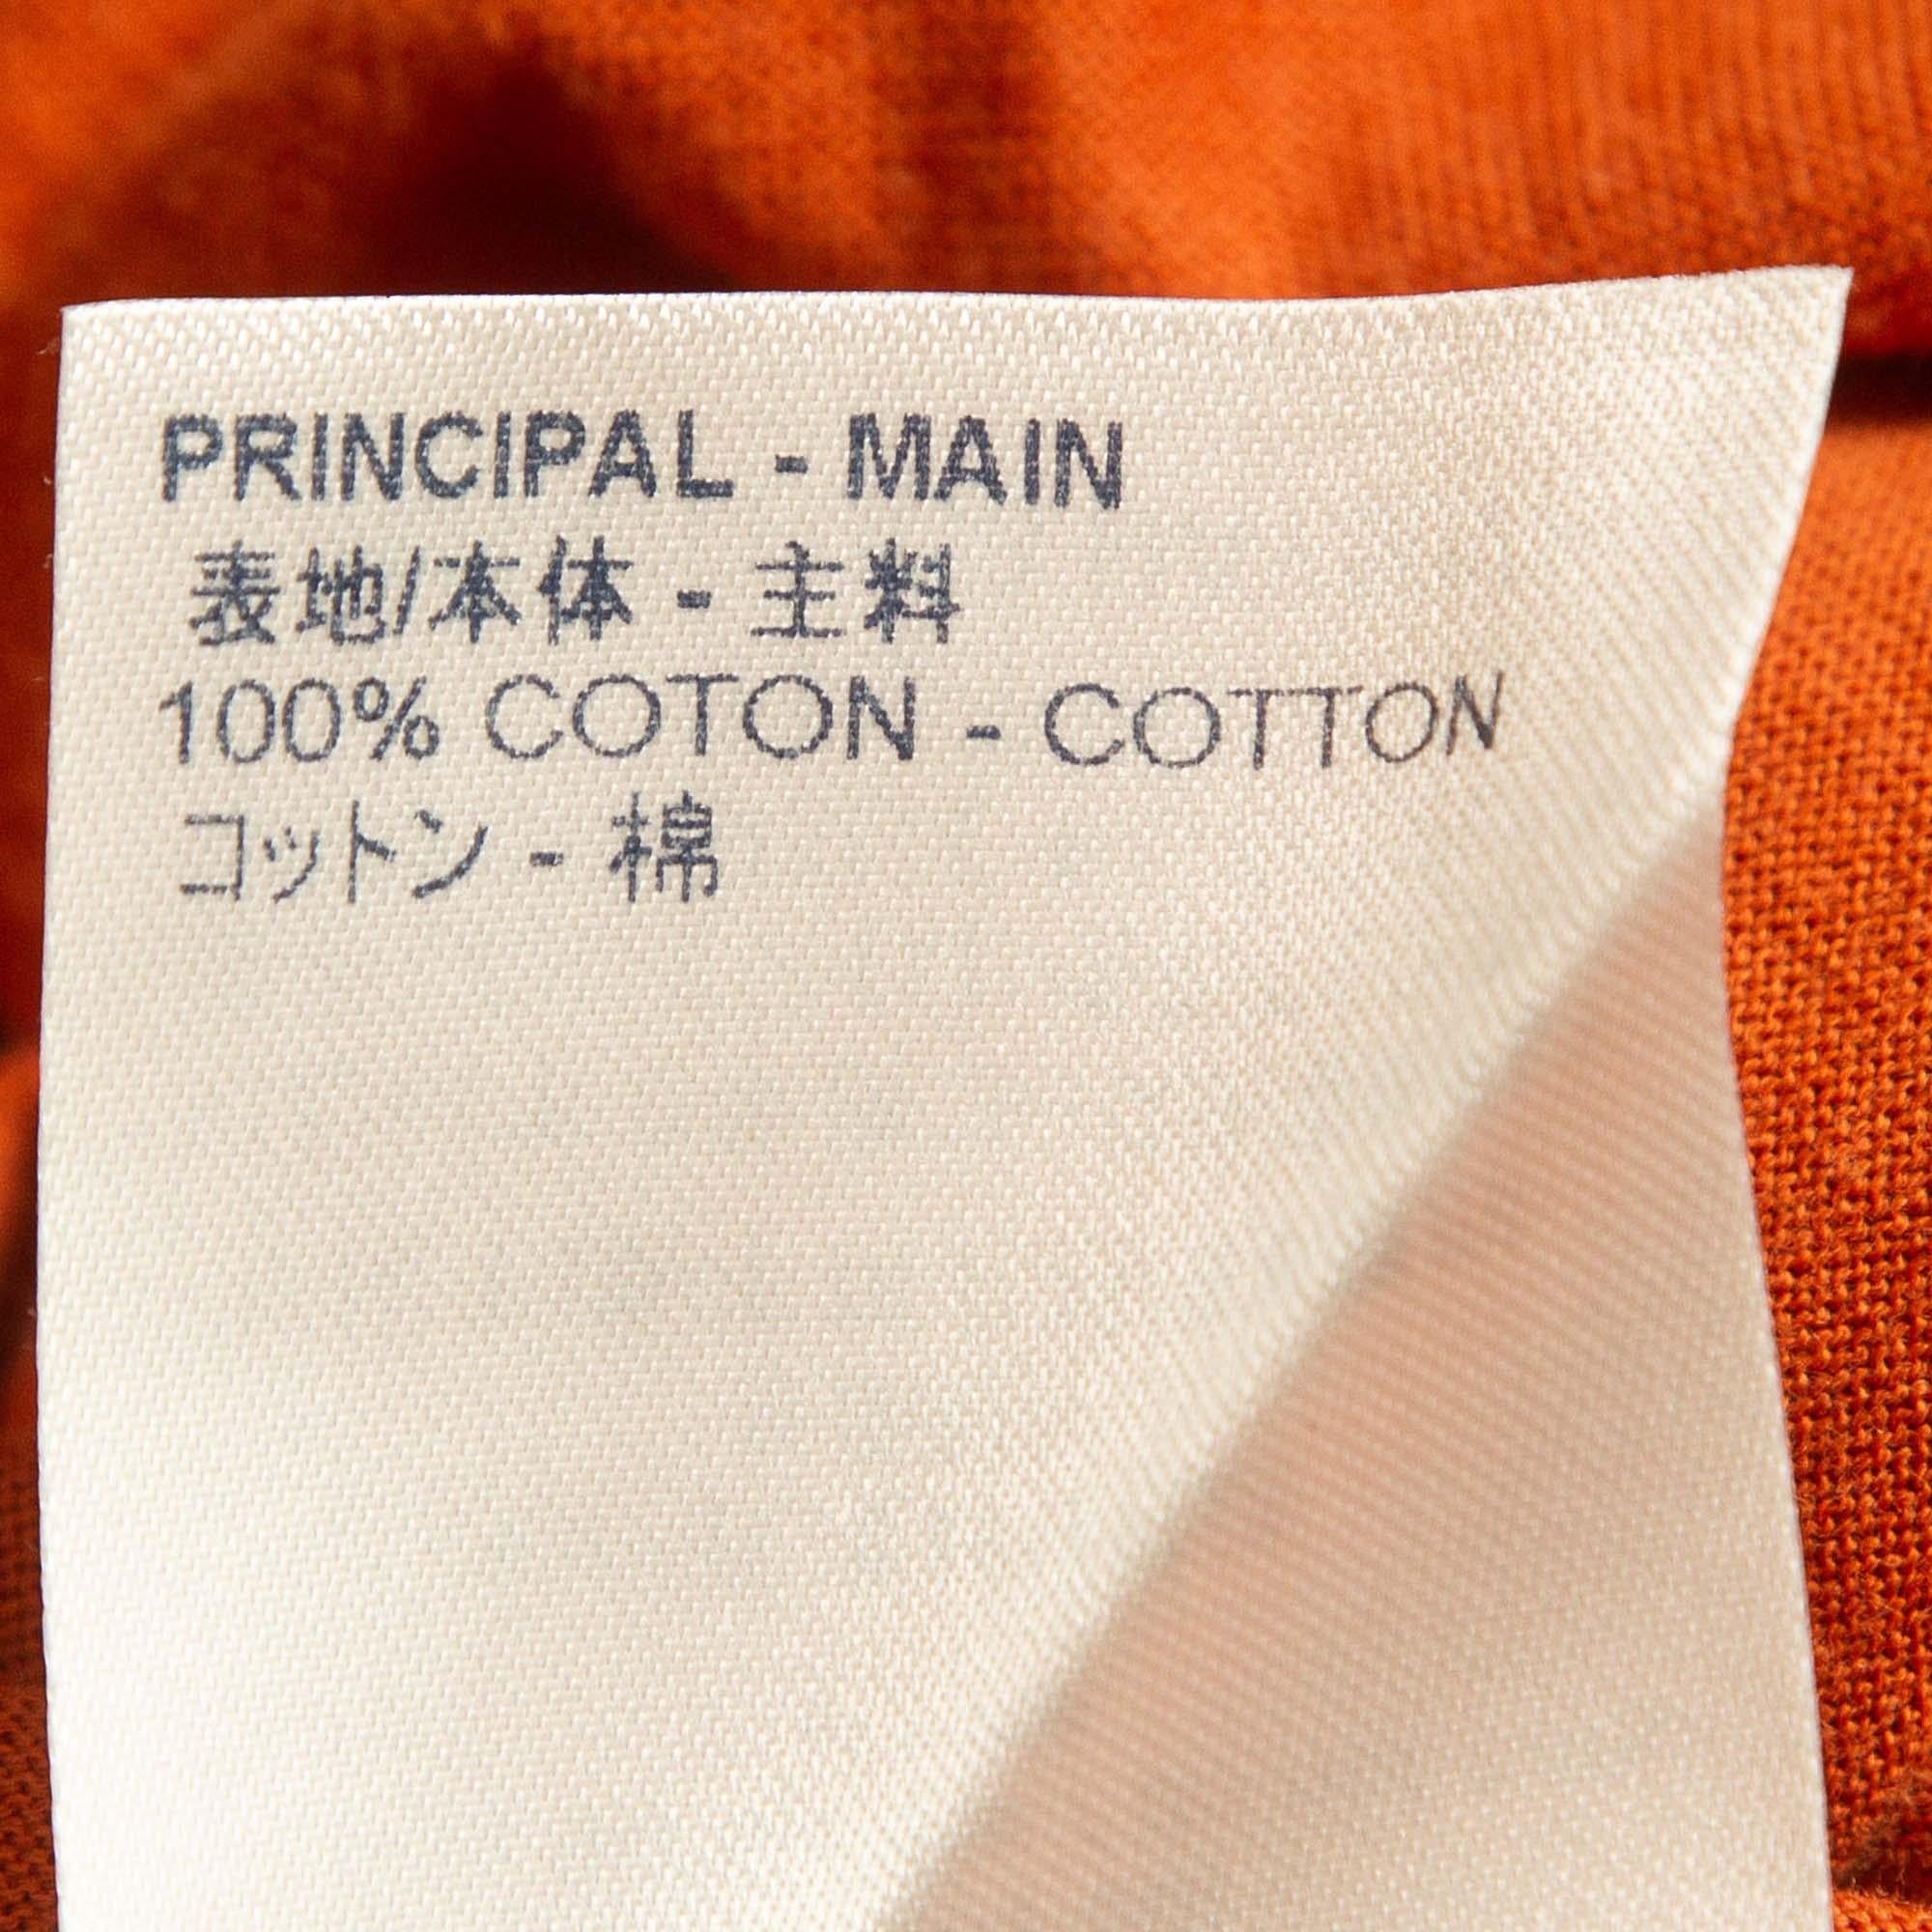 PRINCIPAL - MAIN
表地/本体 - 主料
100% COTON - COTTON
コットン - 棉